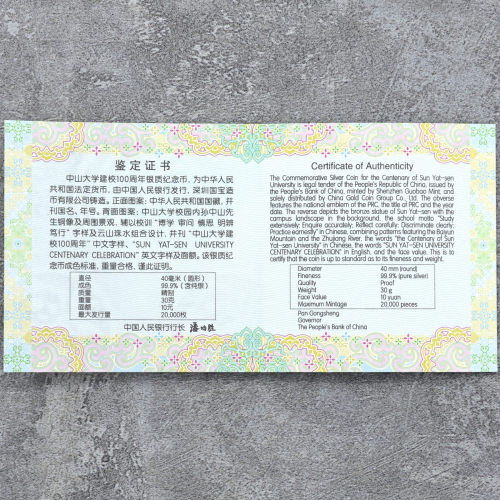 鉴定证书
中山大学建校100周年银质纪念币，为中华人民
共和国法定货币，由中国人民银行发行，深圳国宝造
币有限公司铸造。正面图案：中华人民共和国国徽，并
刊国名、年号。背面图案：中山大学校园内孙中山先
生铜像及周围景观，辅以校训“博学 审问 慎思 明辨
笃行”字样及云山珠水组合设计，并刊“中山大学建
校100周年”中文字样、“SUN YAT-SEN UNIVERSITY
CENTENARY CELEBRATION”英文字样及面额。该银质纪
念币成色标准，重量合格，谨此证明。
直径 40毫米（圆形）
成色 99.9%（含纯银）
质量 精制
重量 30克
面额 10元
最大发行量 20,000枚
中国人民银行行长 潘功胜
Certificate of Authenticity
The Commemorative Silver Coin for the Centenary of Sun Yat-sen
University is legal tender of the People's Republic of China, issued by
the People's Bank of China, minted by Shenzhen Guobao Mint, and
solely distributed by China Gold Coin Group Co., Ltd. The obverse
features the national emblem of the PRC, the title of PRC and the year
date. The reverse depicts the bronze statue of Sun Yat-sen with the
campus landscape in the background, the school motto "Study
extensively; Enquire accurately; Reflect carefully; Discriminate clearly;
Practice earnestly" in Chinese, combining patterns featuring the Baiyun
Mountain and the Zhujiang River, the words "the Centenary of Sun
Yat-sen University" in Chinese, the words "SUN YAT-SEN UNIVERSITY
CENTENARY CELEBRATION" in English, and the face value. This is to
certify that the coin is up to standard as to its fineness and weight.
Diameter 40 mm (round)
Fineness 99.9% (pure silver)
Quality Proof
Weight 30 g
Face Value 10 yuan
Maximum Mintage 20,000 pieces
Pan Gongsheng
Governor
The People's Bank of China